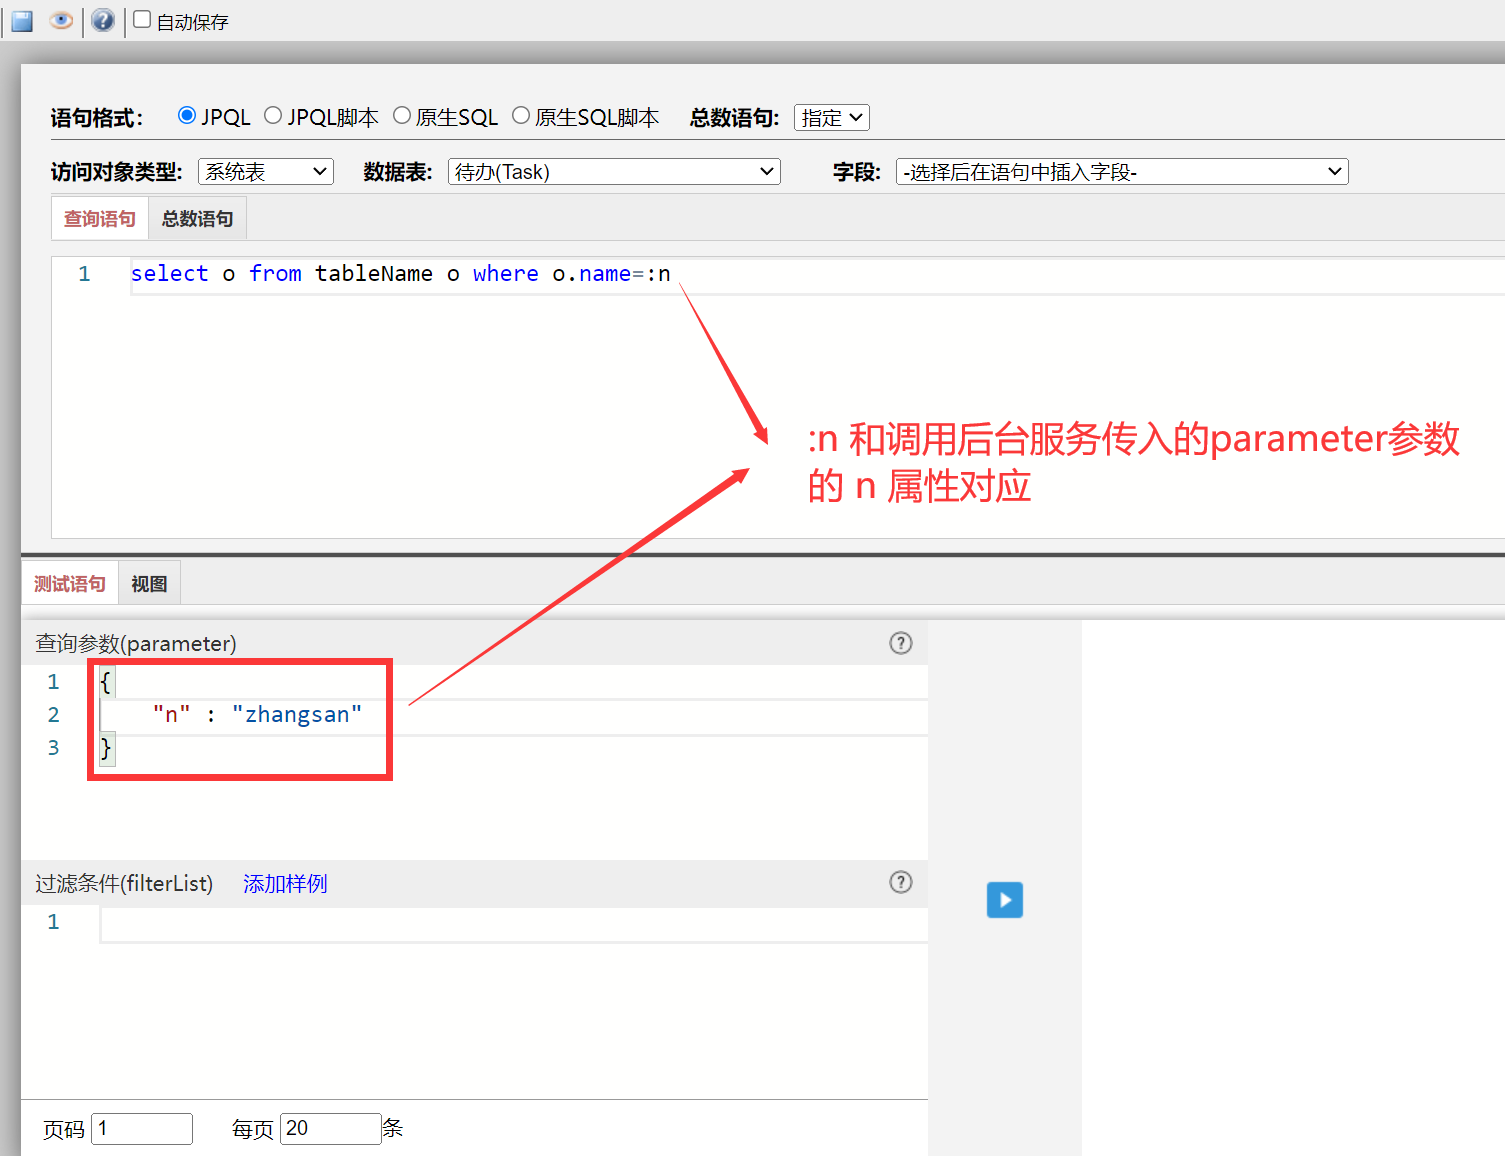 自动保存
语句格式： JPQL JPQL脚本 原生SQL 原生SQL脚本 总数语句: 指定
访问对象类型: 系统表 数据表: 待办(Task) 字段: -选择后在语句中插入字段-
查询语句 总数语句
1 select o from tableName o where o.name=:n
:n 和调用后台服务传入的parameter参数
的 n 属性对应
测试语句 视图
查询参数(parameter)
1 {
2 "n" : "zhangsan"
3 }
过滤条件(filterList) 添加样例
1
页码 1 每页 20 条